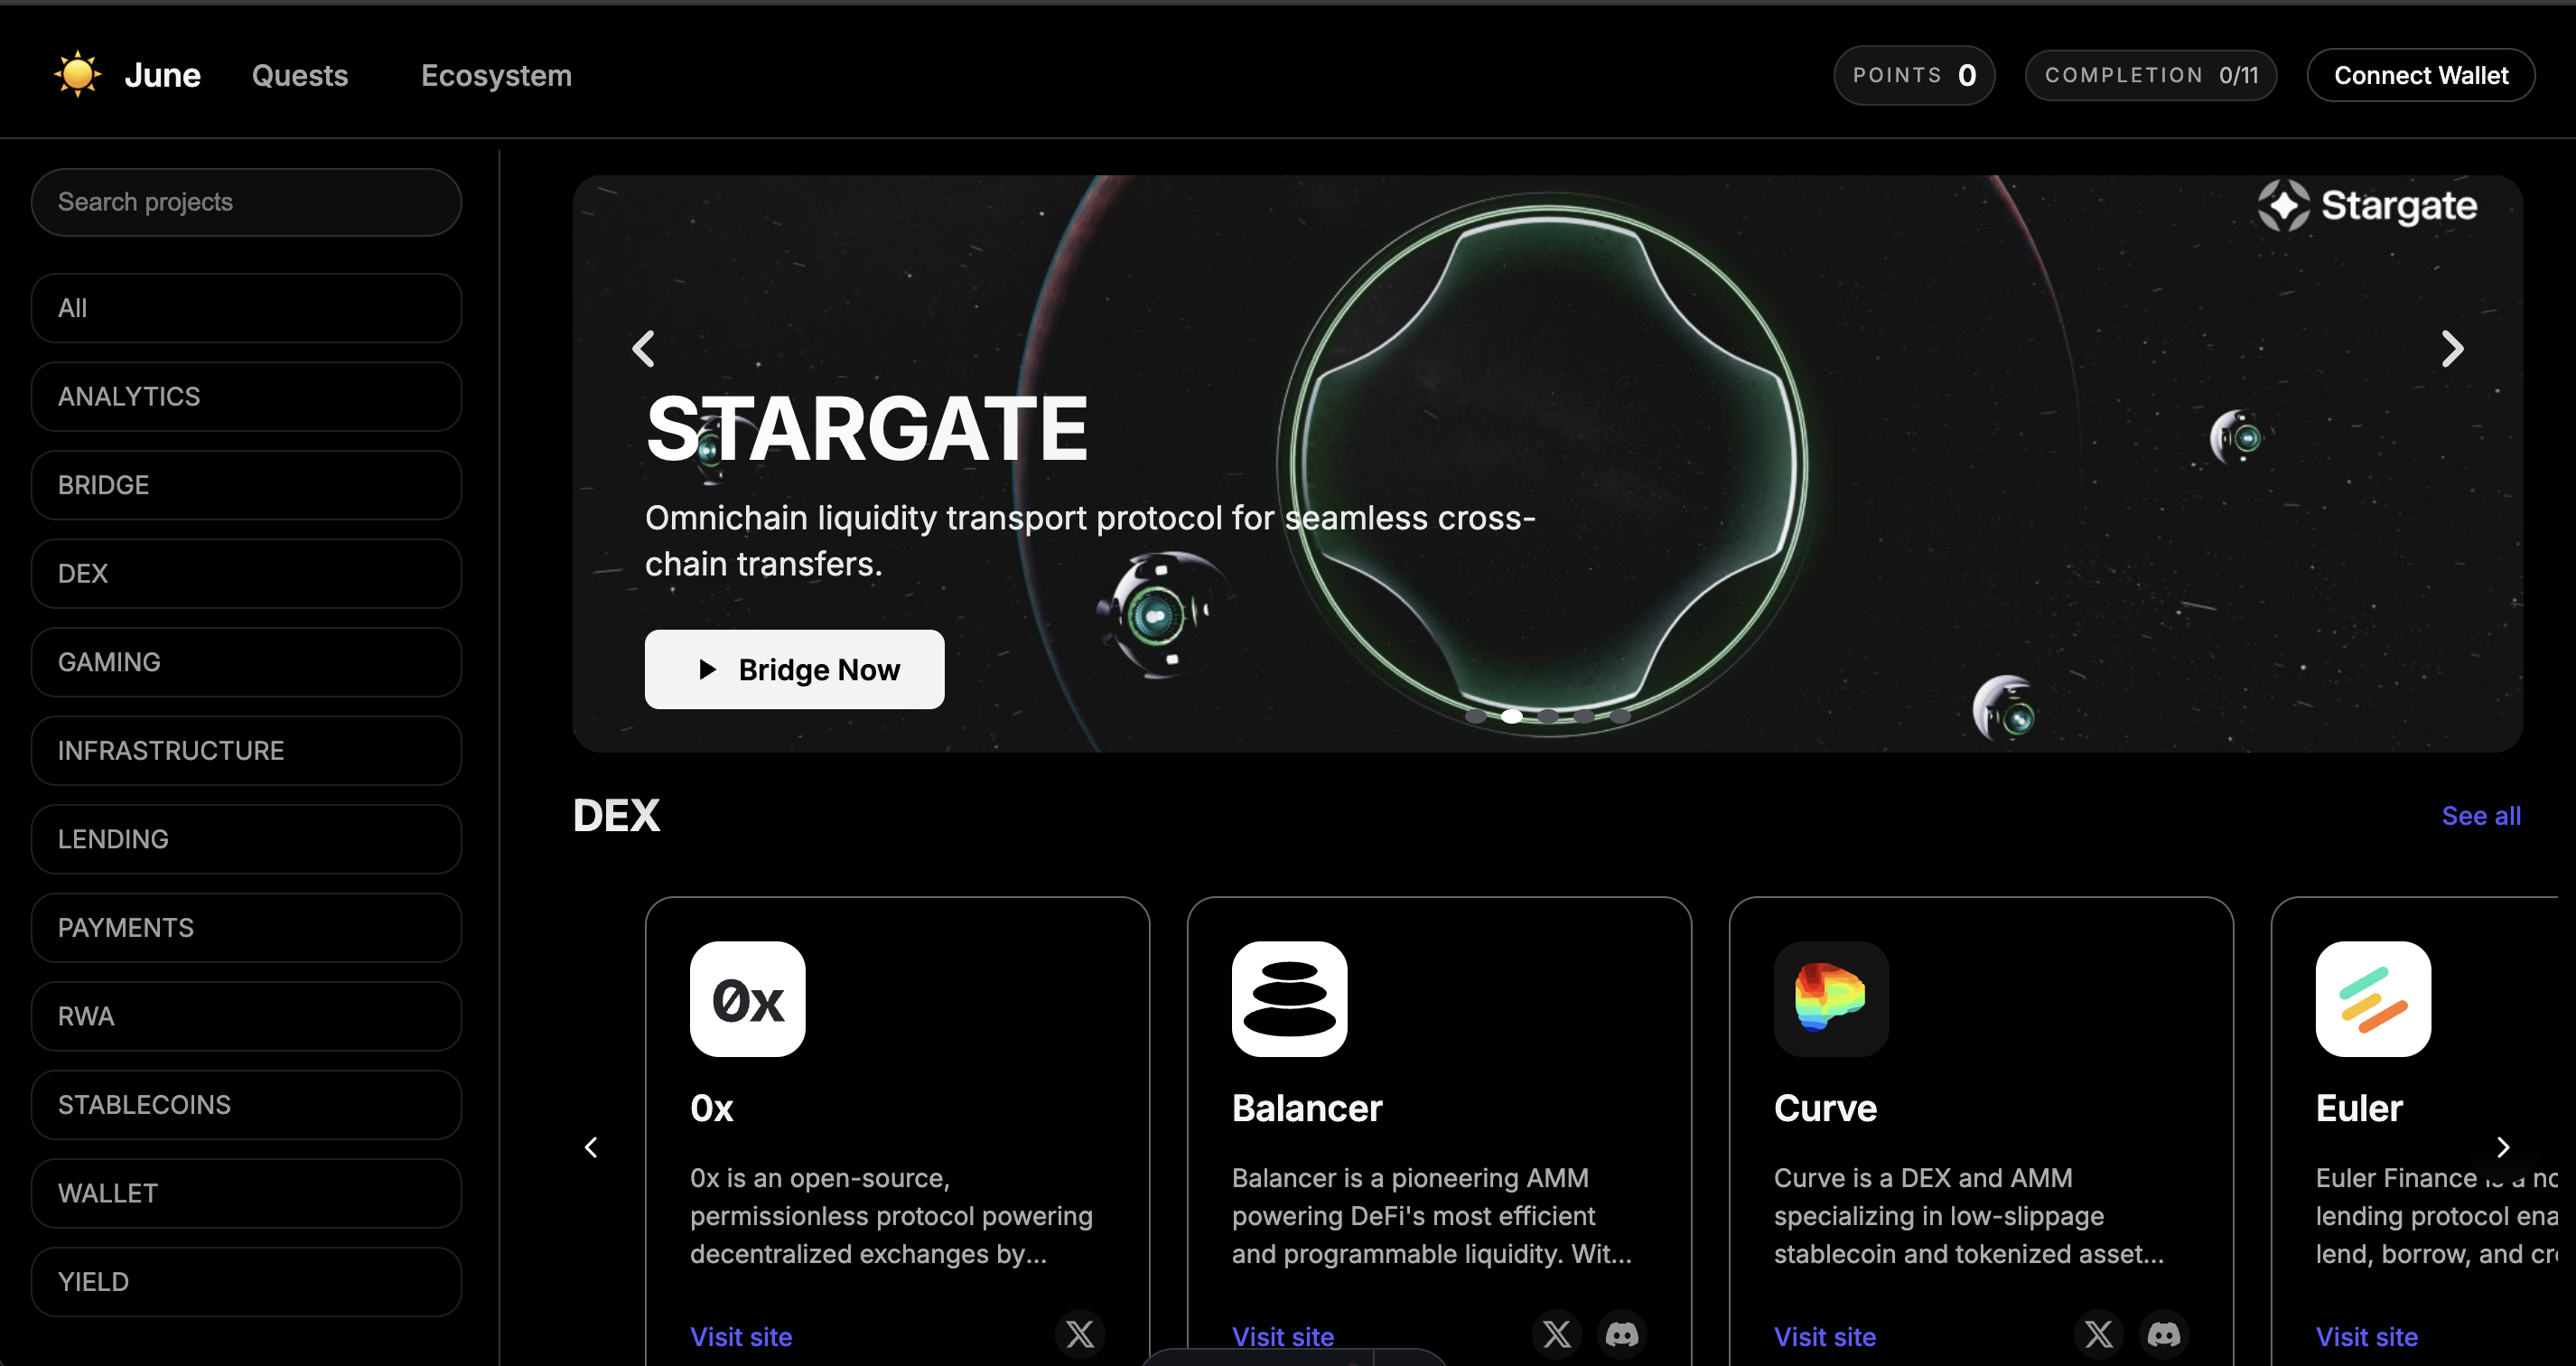 June
Quests
Ecosystem
POINTS 0
COMPLETION 0/11
Connect Wallet
Search projects
All
ANALYTICS
BRIDGE
DEX
GAMING
INFRASTRUCTURE
LENDING
PAYMENTS
RWA
STABLECOINS
WALLET
YIELD
Stargate
STARGATE
Omnichain liquidity transport protocol for seamless cross-
chain transfers.
Bridge Now
DEX
See all
0x
0x
0x is an open-source,
permissionless protocol powering
decentralized exchanges by...
Visit site
Balancer
Balancer is a pioneering AMM
powering DeFi's most efficient
and programmable liquidity. Wit...
Visit site
Curve
Curve is a DEX and AMM
specializing in low-slippage
stablecoin and tokenized asset...
Visit site
Euler
Euler Finance
lending protocol
lend, borrow, and
Visit site